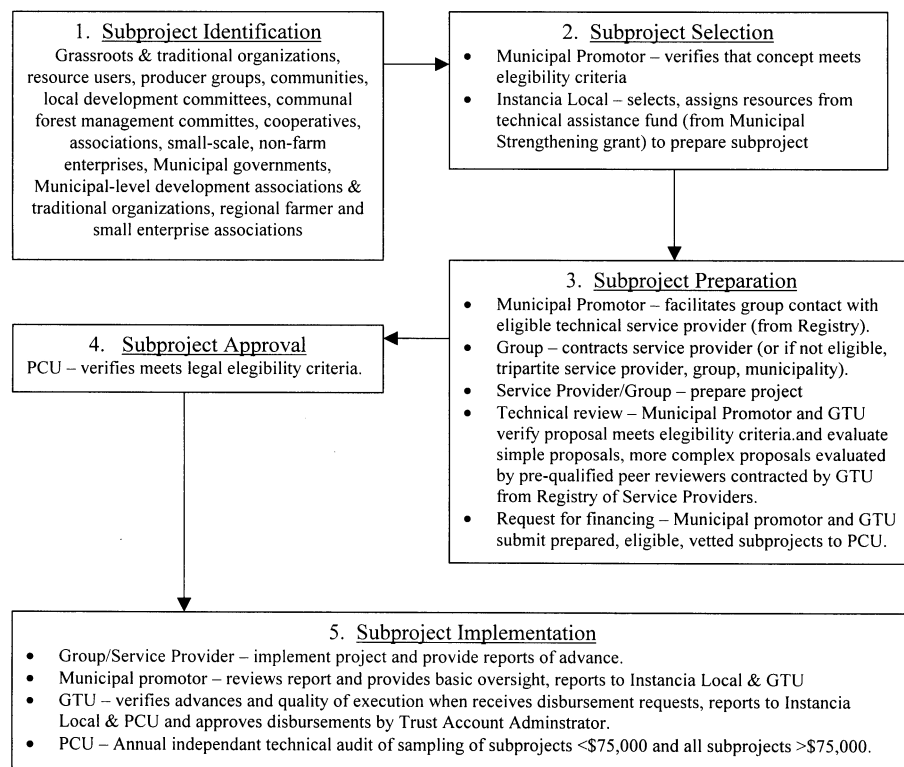 1. Subproject Identification
Grassroots & traditional organizations,
resource users, producer groups, communities,
local development committees, communal
forest management committes, cooperatives,
associations, small-scale, non-farm
enterprises, Municipal governments,
Municipal-level development associations &
traditional organizations, regional farmer and
small enterprise associations
2. Subproject Selection
• Municipal Promotor – verifies that concept meets
elegibility criteria
• Instancia Local – selects, assigns resources from
technical assistance fund (from Municipal
Strengthening grant) to prepare subproject
3. Subproject Preparation
• Municipal Promotor – facilitates group contact with
eligible technical service provider (from Registry).
• Group – contracts service provider (or if not eligible,
tripartite service provider, group, municipality).
• Service Provider/Group – prepare project
• Technical review – Municipal Promotor and GTU
verify proposal meets elegibility criteria.and evaluate
simple proposals, more complex proposals evaluated
by pre-qualified peer reviewers contracted by GTU
from Registry of Service Providers.
• Request for financing – Municipal promotor and GTU
submit prepared, eligible, vetted subprojects to PCU.
4. Subproject Approval
PCU – verifies meets legal elegibility criteria.
5. Subproject Implementation
• Group/Service Provider – implement project and provide reports of advance.
• Municipal promotor – reviews report and provides basic oversight, reports to Instancia Local & GTU
• GTU – verifies advances and quality of execution when receives disbursement requests, reports to Instancia
Local & PCU and approves disbursements by Trust Account Adminstrator.
• PCU – Annual independant technical audit of sampling of subprojects <$75,000 and all subprojects >$75,000.